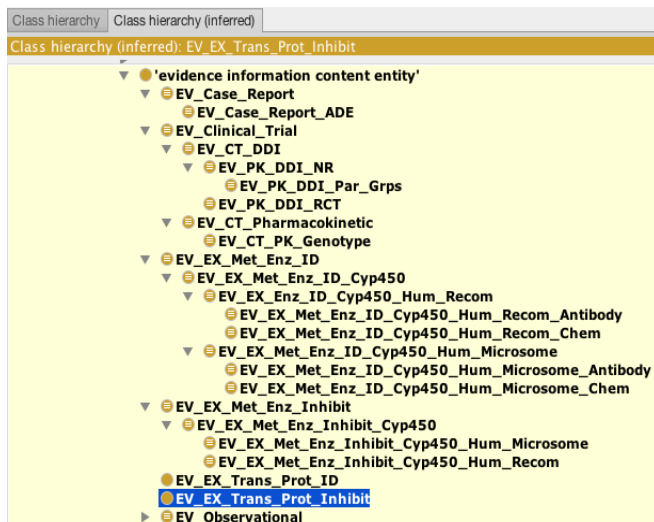 Class hierarchy Class hierarchy (inferred)
Class hierarchy (inferred): EV_EX_Trans_Prot_Inhibit
'evidence information content entity'
EV_Case_Report
EV_Case_Report_ADE
EV_Clinical_Trial
EV_CT_DDI
EV_PK_DDI_NR
EV_PK_DDI_Par_Grps
EV_PK_DDI_RCT
EV_CT_Pharmacokinetic
EV_CT_PK_Genotype
EV_EX_Met_Enz_ID
EV_EX_Met_Enz_ID_Cyp450
EV_EX_Enz_ID_Cyp450_Hum_Recom
EV_EX_Met_Enz_ID_Cyp450_Hum_Recom_Antibody
EV_EX_Met_Enz_ID_Cyp450_Hum_Recom_Chem
EV_EX_Met_Enz_ID_Cyp450_Hum_Microsome
EV_EX_Met_Enz_ID_Cyp450_Hum_Microsome_Antibody
EV_EX_Met_Enz_ID_Cyp450_Hum_Microsome_Chem
EV_EX_Met_Enz_Inhibit
EV_EX_Met_Enz_Inhibit_Cyp450
EV_EX_Met_Enz_Inhibit_Cyp450_Hum_Microsome
EV_EX_Met_Enz_Inhibit_Cyp450_Hum_Recom
EV_EX_Trans_Prot_ID
EV_EX_Trans_Prot_Inhibit
EV_Observational